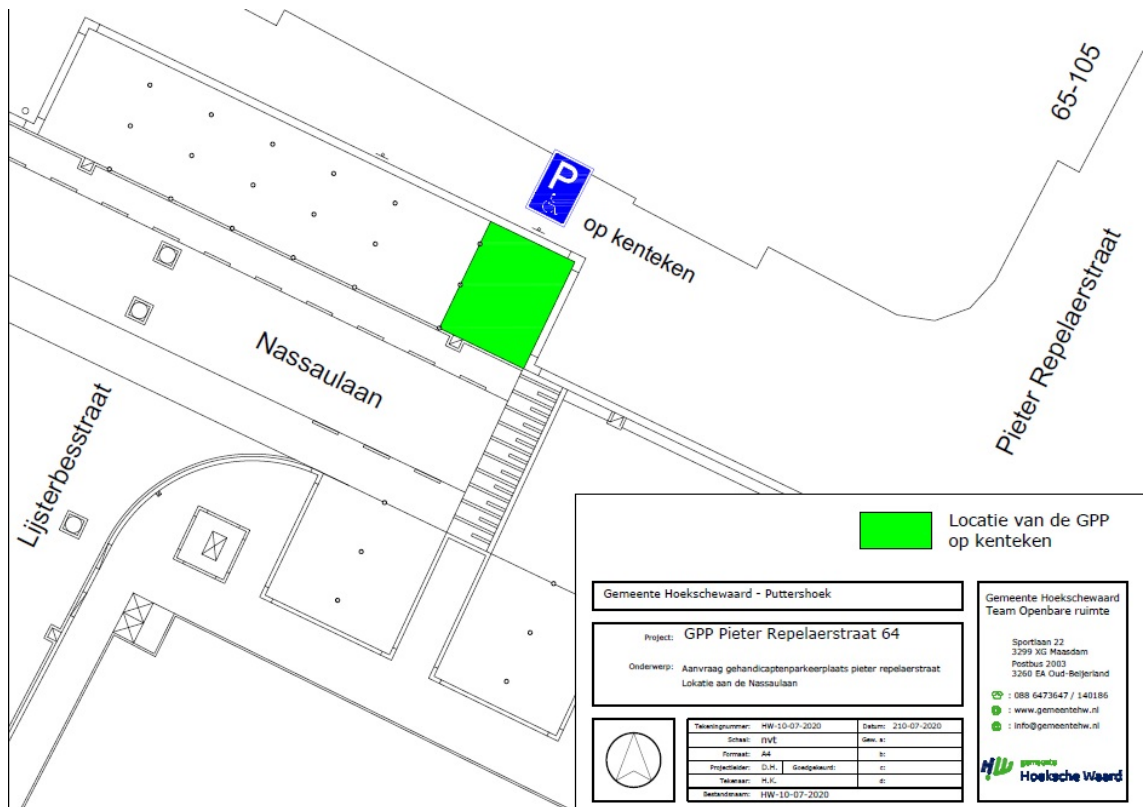 65-105
P
op kenteken
Pieter Repelaerstraat
Nassaulaan
Lijsterbesstraat
Locatie van de GPP
op kenteken
Gemeente Hoekschewaard - Puttershoek
Project: GPP Pieter Repelaerstraat 64
Onderwerp: Aanvraag gehandicaptenparkeerplaats pieter repelaerstraat
Lokatie aan de Nassaulaan
Tekeningnummer: HW-10-07-2020 Datum: 210-07-2020
Schaal: nvt Gew. a:
Formaat: A4 b:
Projectleider: D.H. Goedgekeurd: c:
Tekenaar: H.K. d:
Bestandsnaam: HW-10-07-2020
Gemeente Hoekschewaard
Team Openbare ruimte
Sportlaan 22
3299 XG Maasdam
Postbus 2003
3260 EA Oud-Beijerland
: 088 6473647 / 140186
: www.gemeentehw.nl
: info@gemeentehw.nl
HW gemeente
Hoeksche Waard